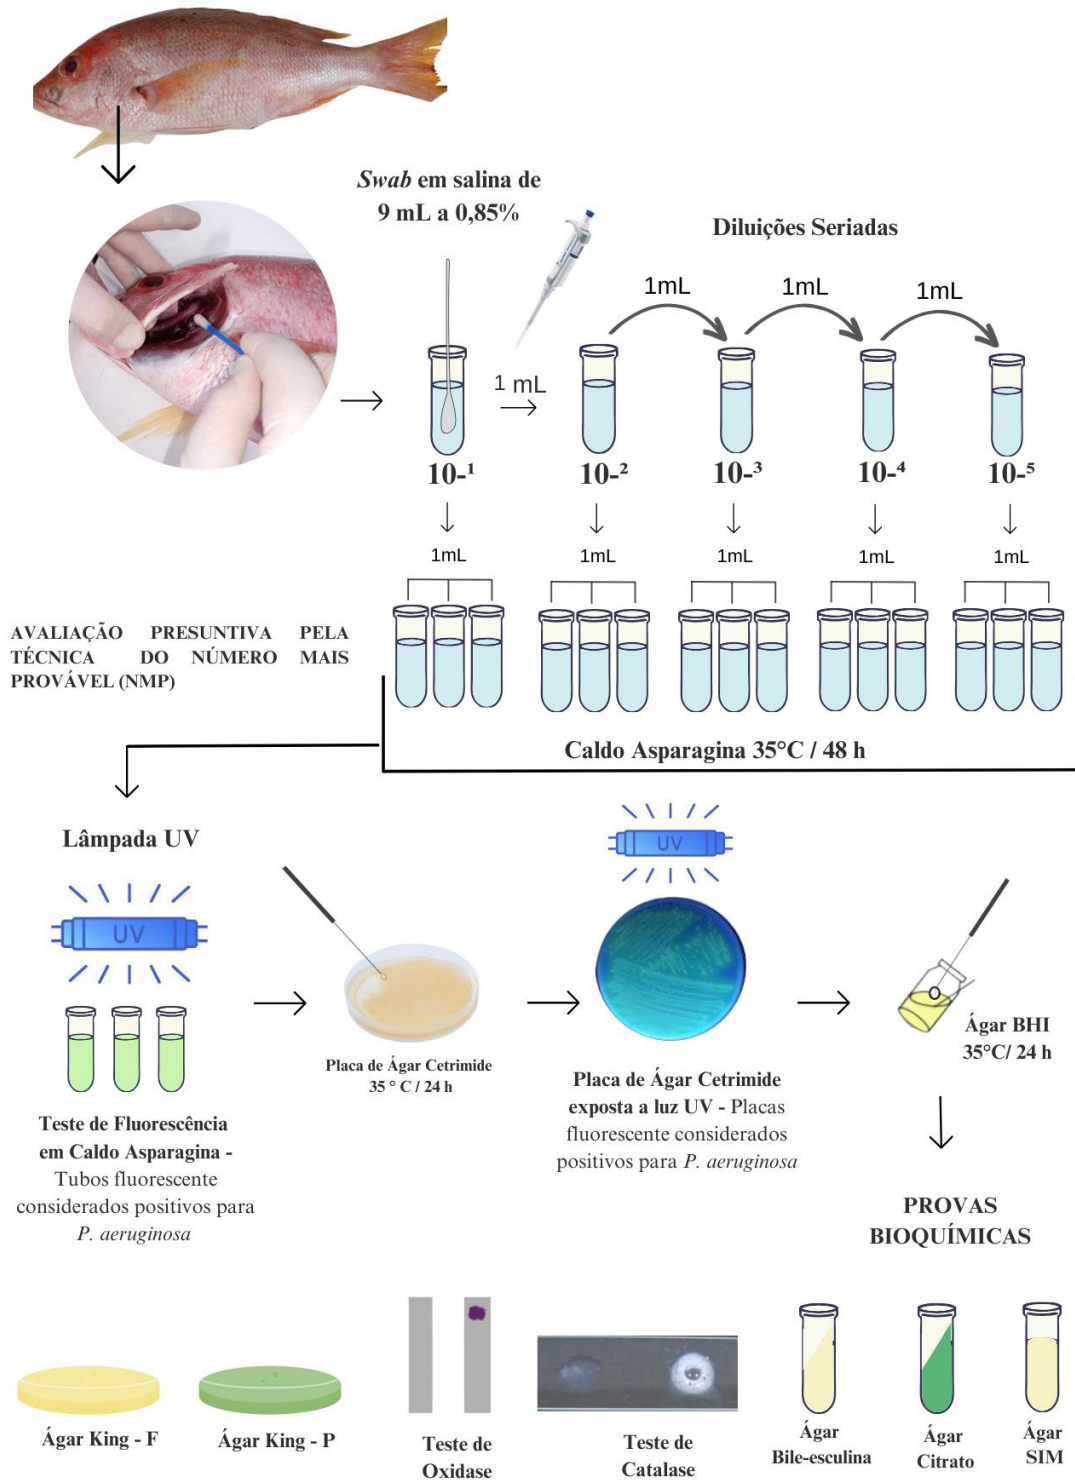 Swab em salina de
9 mL a 0,85%
Diluições Seriadas
1mL
1mL
1mL
1 mL
10-¹
10-²
10-³
10-⁴
10-⁵
1mL
1mL
1mL
1mL
1mL
AVALIAÇÃO PRESUNTIVA PELA
TÉCNICA DO NÚMERO MAIS
PROVÁVEL (NMP)
Caldo Asparagina 35°C / 48 h
Lâmpada UV
UV
UV
Teste de Fluorescência
em Caldo Asparagina -
Tubos fluorescente
considerados positivos para
P. aeruginosa
Placa de Ágar Cetrimide
35 ° C / 24 h
Placa de Ágar Cetrimide
exposta a luz UV - Placas
fluorescente considerados
positivos para P. aeruginosa
Ágar BHI
35°C/ 24 h
PROVAS
BIOQUÍMICAS
Ágar King - F
Ágar King - P
Teste de
Oxidase
Teste de
Catalase
Ágar
Bile-esculina
Ágar
Citrato
Ágar
SIM